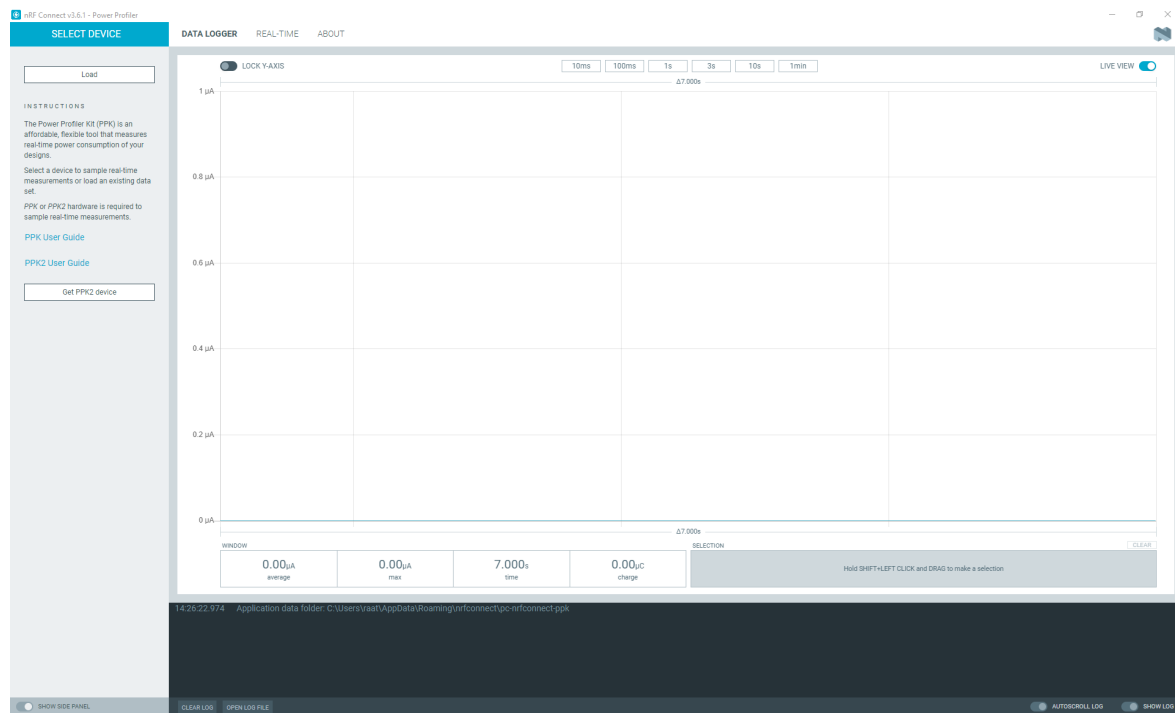 nRF Connect v3.6.1 - Power Profiler
SELECT DEVICE
DATA LOGGER REAL-TIME ABOUT
Load
INSTRUCTIONS
The Power Profiler Kit (PPK) is an
affordable, flexible tool that measures
real-time power consumption of your
designs.
Select a device to sample real-time
measurements or load an existing data
set.
PPK or PPK2 hardware is required to
sample real-time measurements.
PPK User Guide
PPK2 User Guide
Get PPK2 device
LOCK Y-AXIS
10ms 100ms 1s 3s 10s 1min
LIVE VIEW
Δ7.000s
1 µA
0.8 µA
0.6 µA
0.4 µA
0.2 µA
0 µA
Δ7.000s
WINDOW
0.00µA
average
0.00µA
max
7.000s
time
0.00µC
charge
SELECTION
CLEAR
Hold SHIFT+LEFT CLICK and DRAG to make a selection
14:26:22.974 Application data folder: C:\Users\raat\AppData\Roaming\nrfconnect\pc-nrfconnect-ppk
SHOW SIDE PANEL
CLEAR LOG OPEN LOG FILE
AUTOSCROLL LOG SHOW LOG